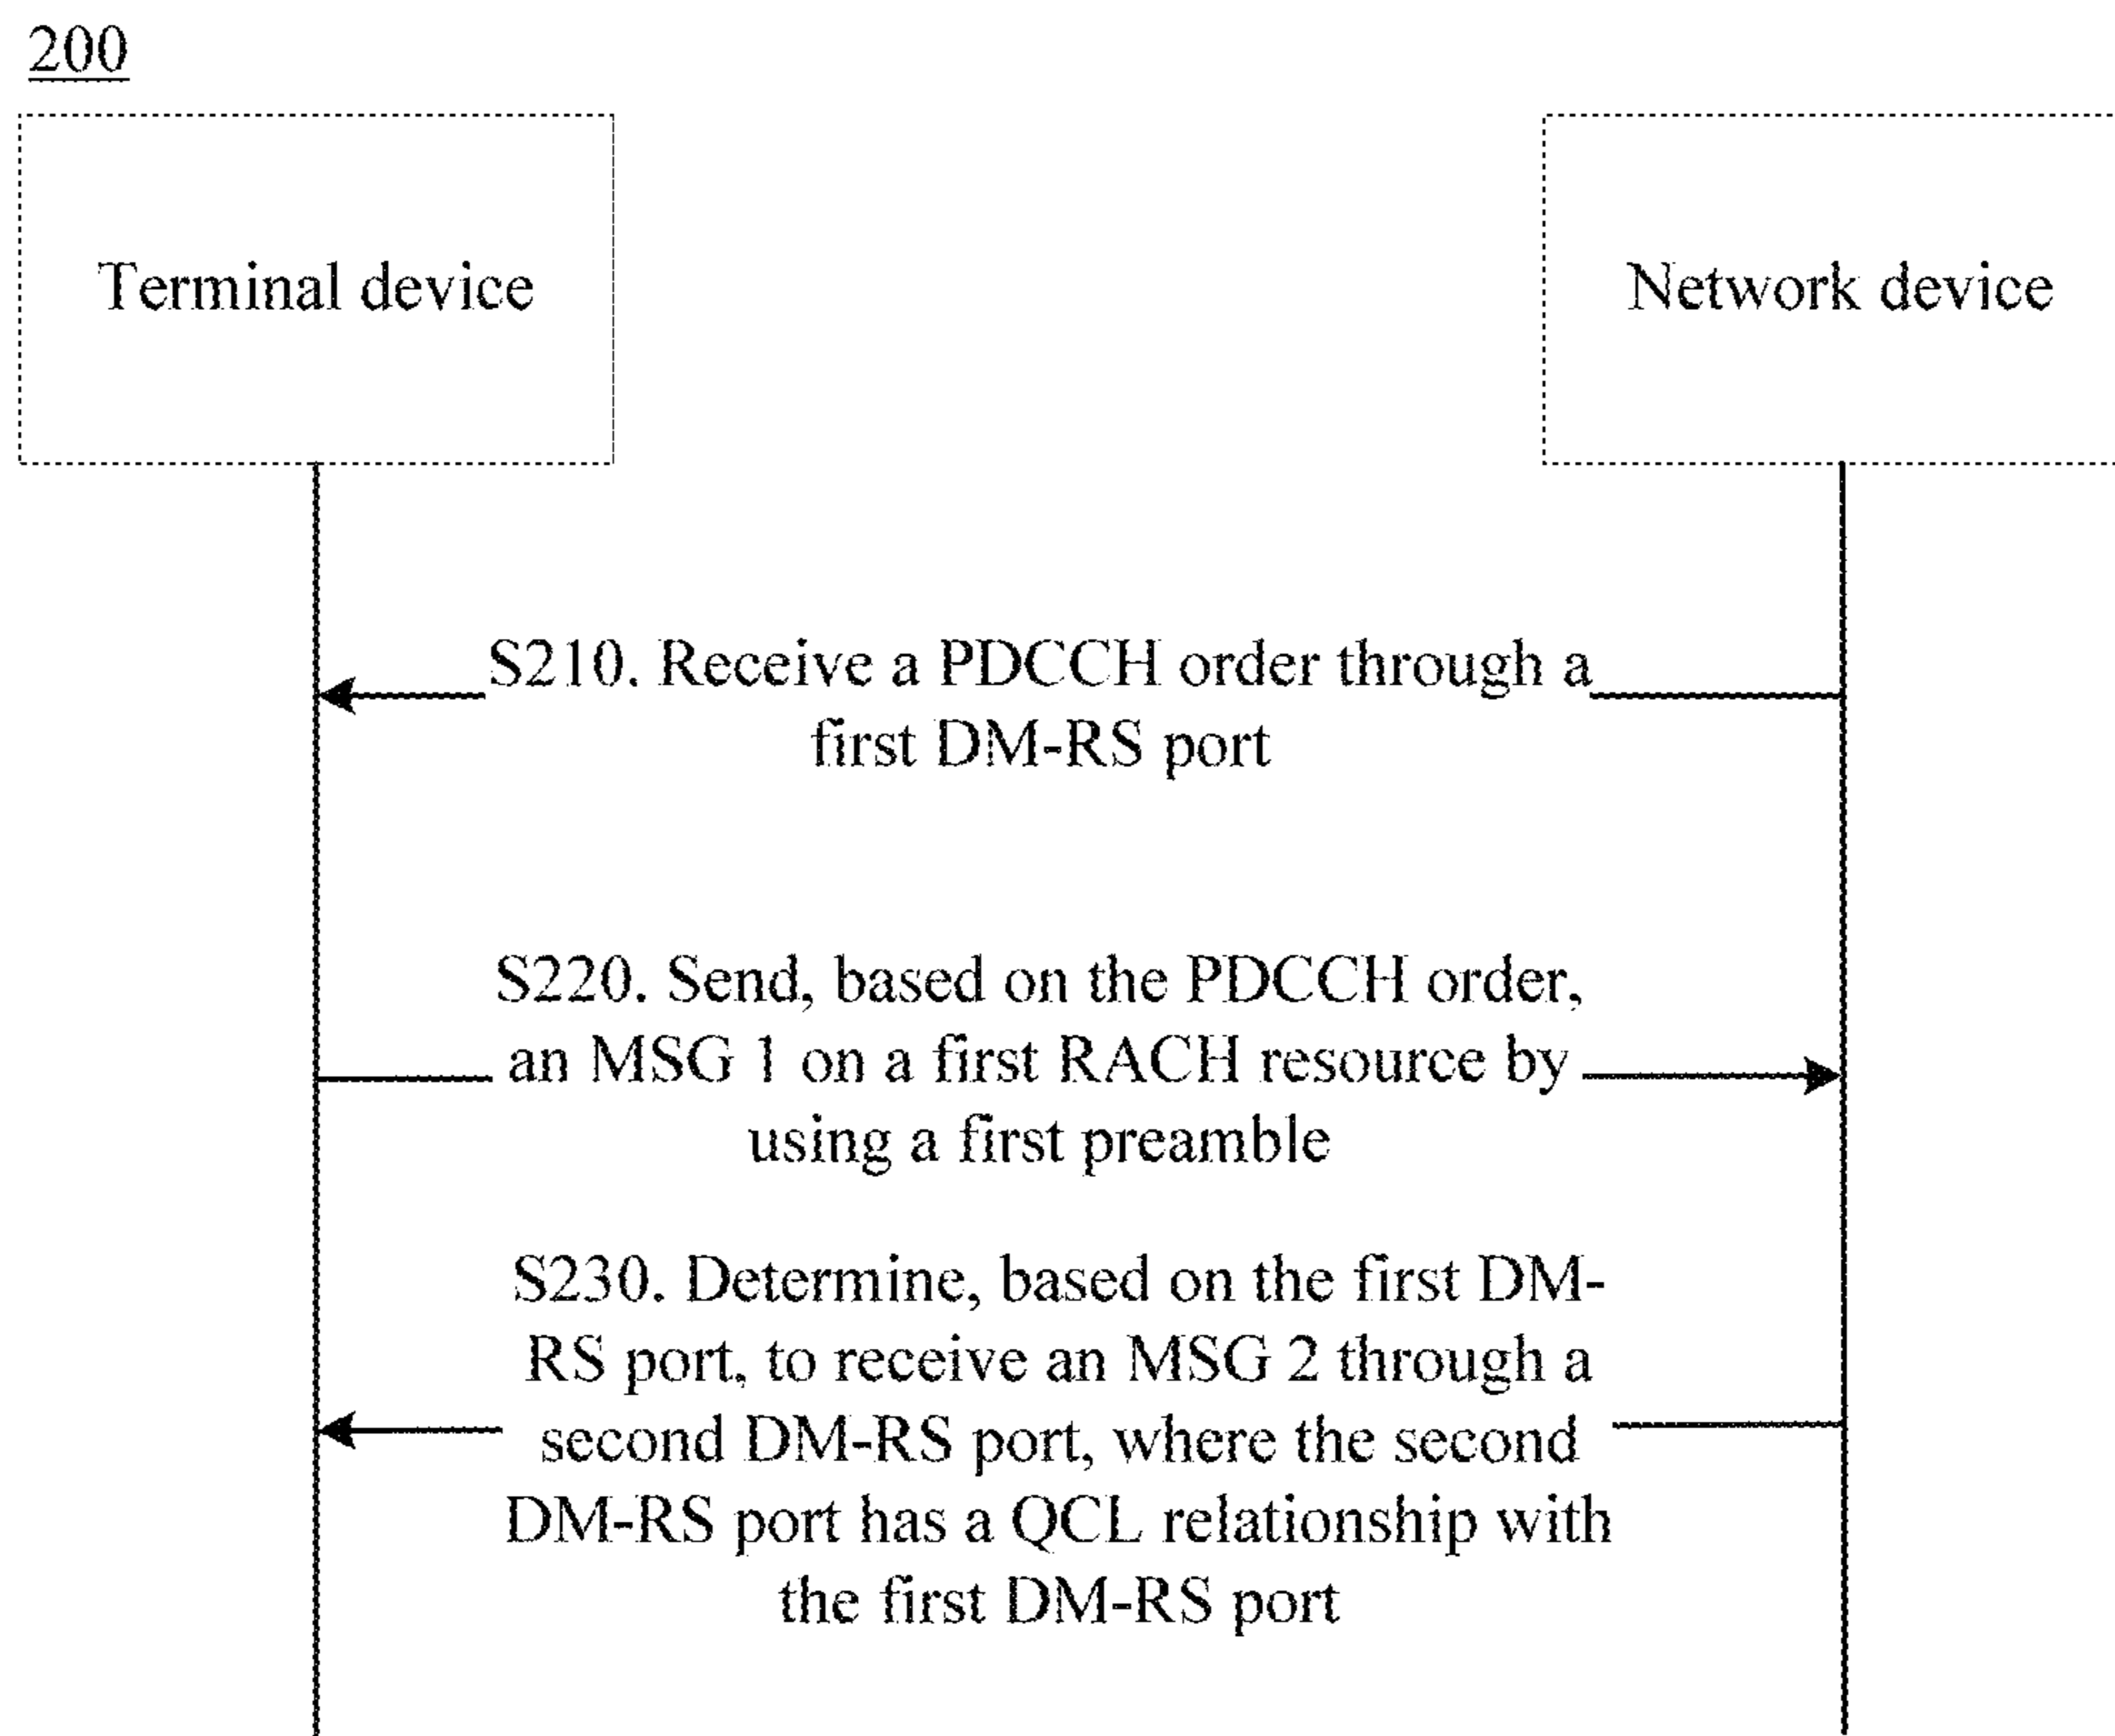 200
Terminal device
Network device
S210. Receive a PDCCH order through a
first DM-RS port
S220. Send, based on the PDCCH order,
an MSG 1 on a first RACH resource by
using a first preamble
S230. Determine, based on the first DM-
RS port, to receive an MSG 2 through a
second DM-RS port, where the second
DM-RS port has a QCL relationship with
the first DM-RS port